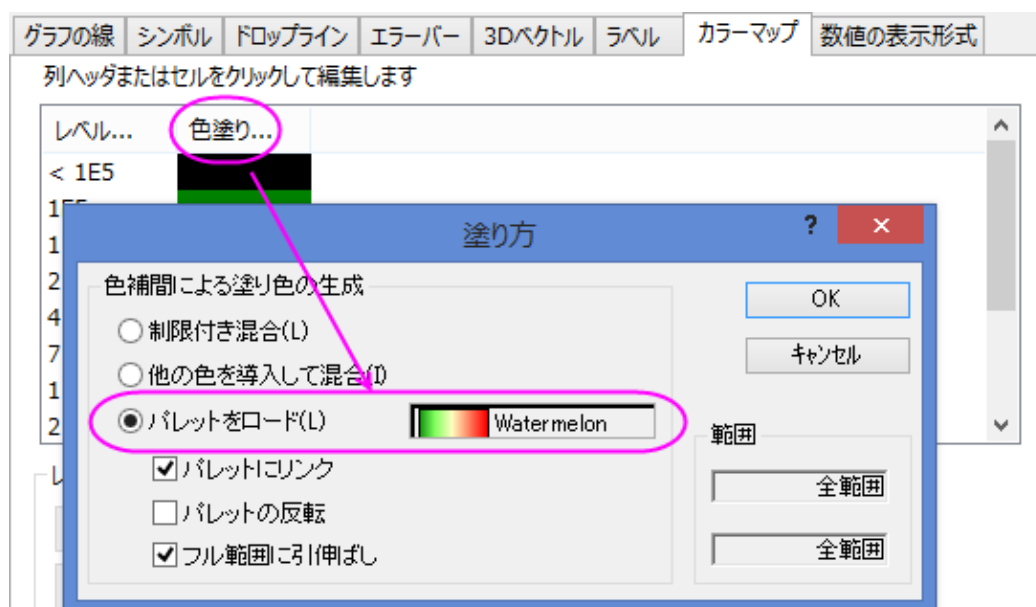 グラフの線 シンボル ドロップライン エラーバー 3Dベクトル ラベル カラーマップ 数値の表示形式
列ヘッダまたはセルをクリックして編集します
レベル... 色塗り...
< 1E5
塗り方 ? ×
色補間による塗り色の生成
制限付き混合(L)
他の色を導入して混合(I)
パレットをロード(L) Watermelon
パレットにリンク
パレットの反転
フル範囲に引伸ばし
OK
キャンセル
範囲
全範囲
全範囲